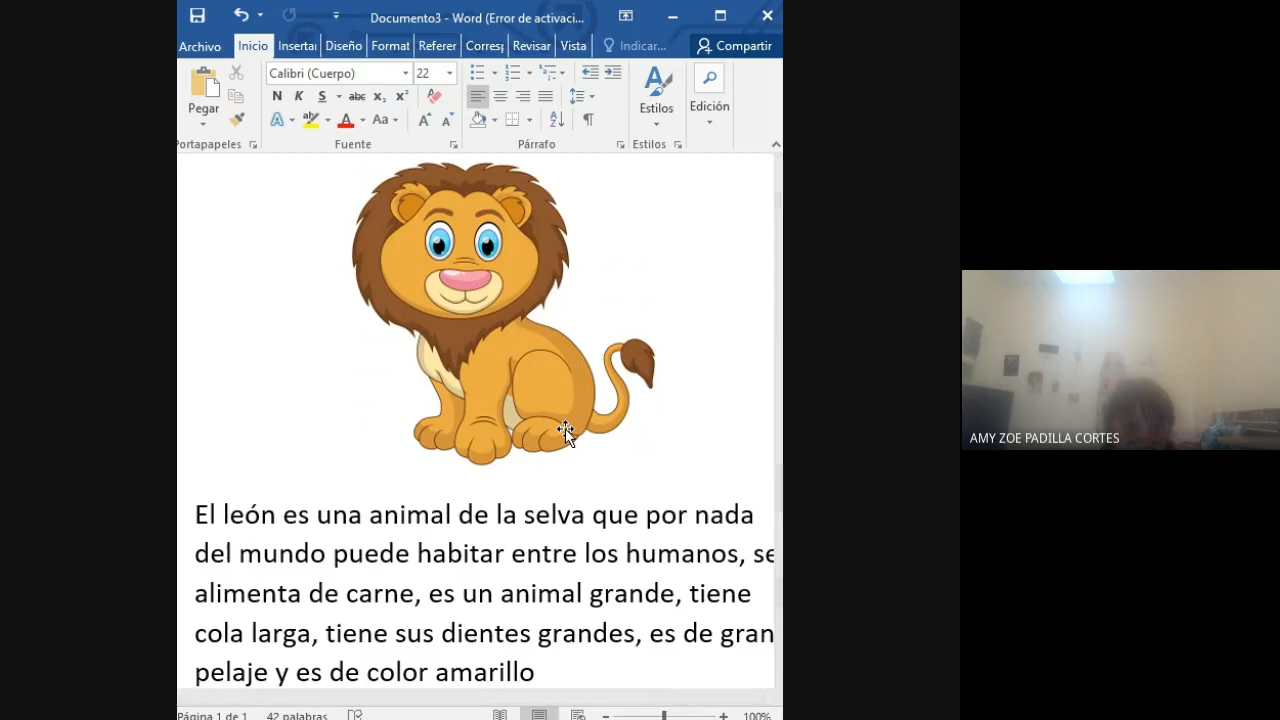 Documento3 - Word (Error de activaci...
Archivo Inicio Insertar Diseño Format Referer Corresp Revisar Vista Indicar... Compartir
Pegar
Calibri (Cuerpo) 22
N K S abc x₂ x²
A ab A Aa A A
A Z ¶
Estilos
Edición
Portapapeles Fuente Párrafo Estilos
El león es una animal de la selva que por nada
del mundo puede habitar entre los humanos, se
alimenta de carne, es un animal grande, tiene
cola larga, tiene sus dientes grandes, es de gran
pelaje y es de color amarillo
Página 1 de 1 42 palabras 100%
AMY ZOE PADILLA CORTES